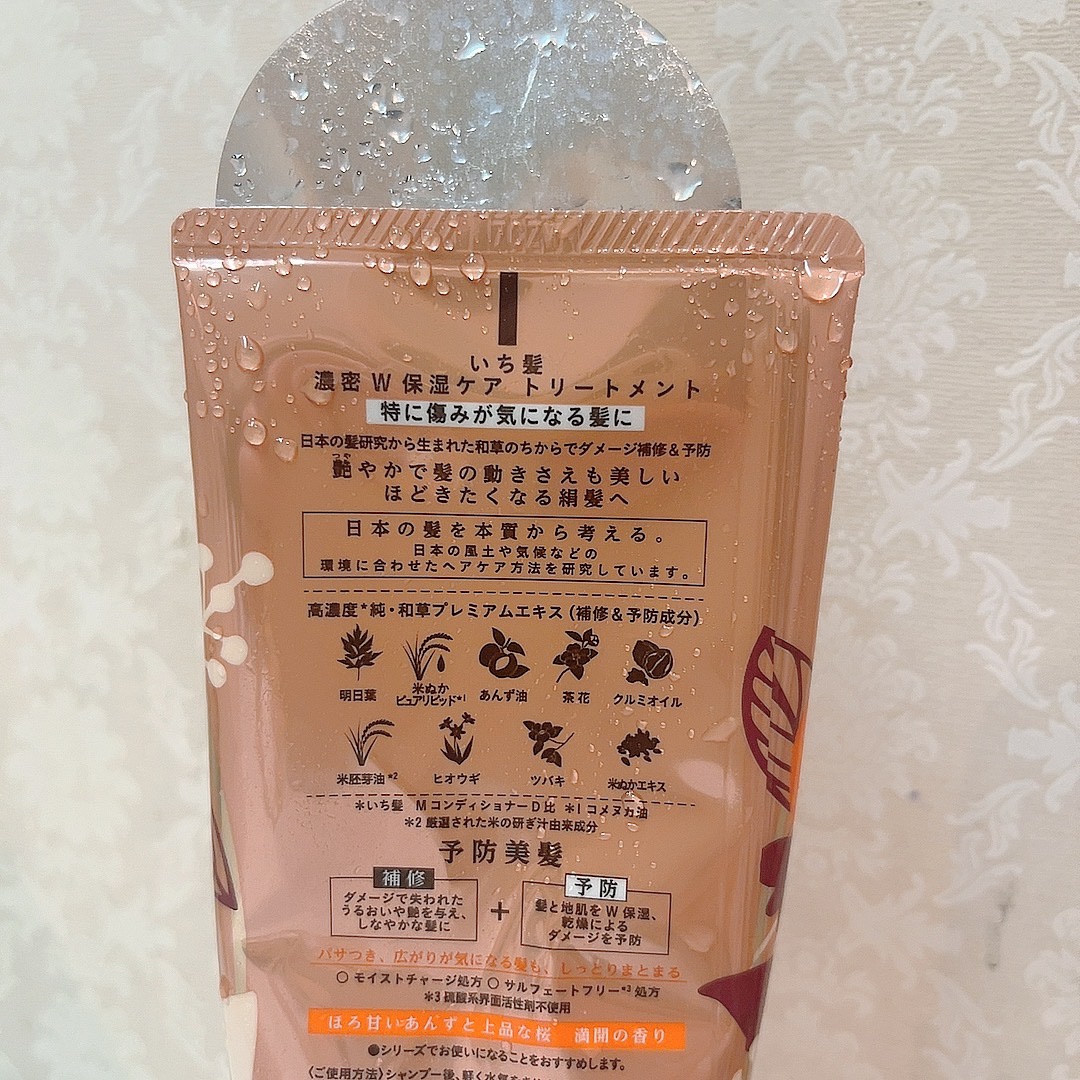 いち髪
濃密W保湿ケア トリートメント
特に傷みが気になる髪に
日本の髪研究から生まれた和草のちからでダメージ補修&予防
つや
艶やかで髪の動きさえも美しい
ほどきたくなる絹髪へ
日本の髪を本質から考える。
日本の風土や気候などの
環境に合わせたヘアケア方法を研究しています。
高濃度*純・和草プレミアムエキス(補修&予防成分)
明日葉
米ぬか
ピュアリピッド*1
あんず油
茶花
クルミオイル
米胚芽油*2
ヒオウギ
ツバキ
米ぬかエキス
*いち髪 MコンディショナーD比 *1コメヌカ油
*2 厳選された米の研ぎ汁由来成分
予防美髪
補修
ダメージで失われた
うるおいや艶を与え、
しなやかな髪に
+
予防
髪と地肌をW保湿、
乾燥による
ダメージを予防
パサつき、広がりが気になる髪も、しっとりまとまる
○モイストチャージ処方 ○サルフェートフリー*3処方
*3硫酸系界面活性剤不使用
ほろ甘いあんずと上品な桜 満開の香り
●シリーズでお使いになることをおすすめします。
〈ご使用方法〉シャンプー後、軽く水気を